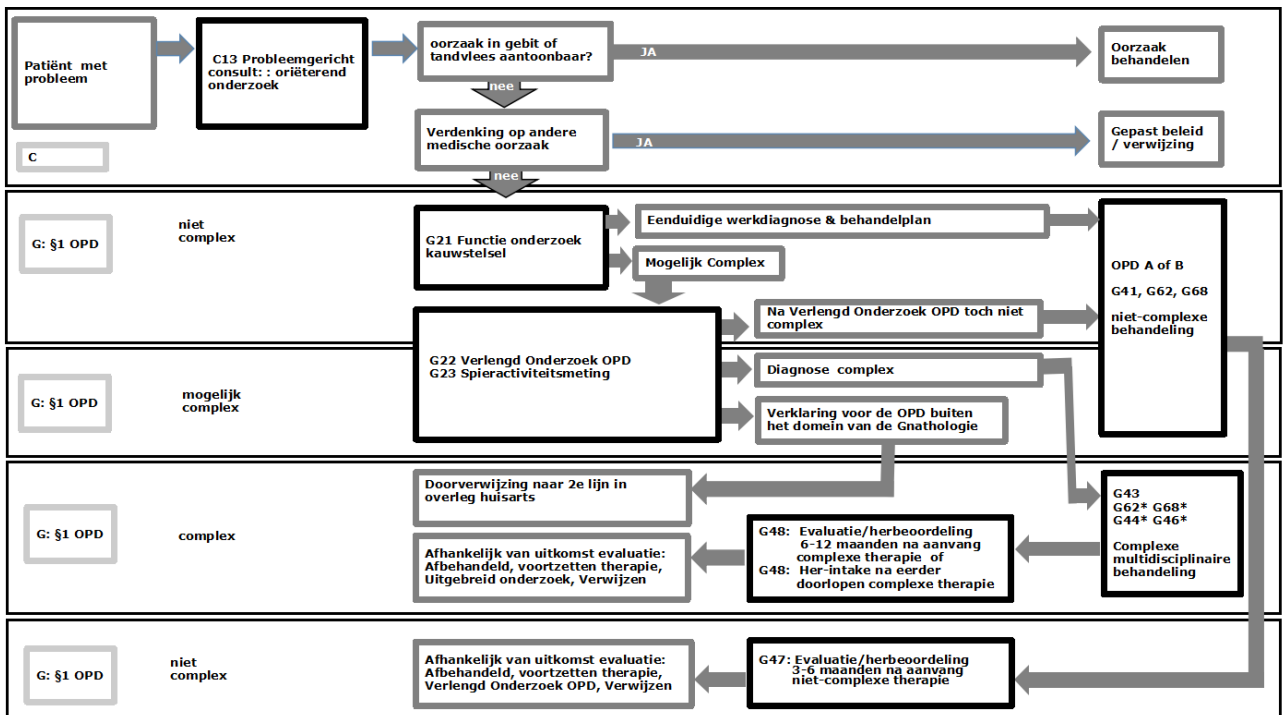 Patiënt met
probleem
C13 Probleemgericht
consult: : oriëterend
onderzoek
oorzaak in gebit of
tandvlees aantoonbaar?
JA
Oorzaak
behandelen
nee
Verdenking op andere
medische oorzaak
JA
Gepast beleid
/ verwijzing
C
nee
G: §1 OPD
niet
complex
G21 Functie onderzoek
kauwstelsel
Eenduidige werkdiagnose & behandelplan
Mogelijk Complex
OPD A of B
G41, G62, G68
niet-complexe
behandeling
Na Verlengd Onderzoek OPD toch niet
complex
G22 Verlengd Onderzoek OPD
G23 Spieractiviteitsmeting
G: §1 OPD
mogelijk
complex
Diagnose complex
Verklaring voor de OPD buiten
het domein van de Gnathologie
G: §1 OPD
complex
Doorverwijzing naar 2e lijn in
overleg huisarts
G43
G62* G68*
G44* G46*
Complexe
multidisciplinaire
behandeling
G48: Evaluatie/herbeoordeling
6-12 maanden na aanvang
complexe therapie of
G48: Her-intake na eerder
doorlopen complexe therapie
Afhankelijk van uitkomst evaluatie:
Afbehandeld, voortzetten therapie,
Uitgebreid onderzoek, Verwijzen
G: §1 OPD
niet
complex
Afhankelijk van uitkomst evaluatie:
Afbehandeld, voortzetten therapie,
Verlengd Onderzoek OPD, Verwijzen
G47: Evaluatie/herbeoordeling
3-6 maanden na aanvang
niet-complexe therapie